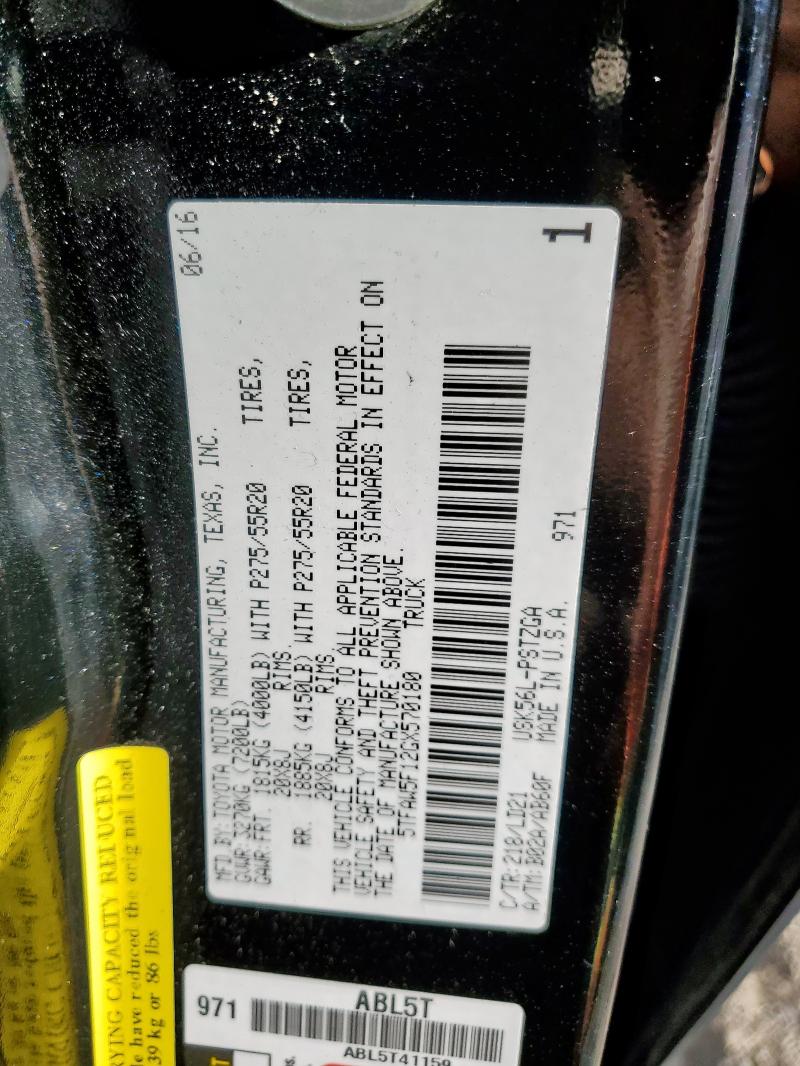 MFD.BY:TOYOTA MOTOR MANUFACTURING, TEXAS, INC. 06/16
GVWR:3270KG (7200LB)
GAWR:FRT. 1815KG (4000LB) WITH P275/55R20 TIRES,
20X8J RIMS.
RR. 1885KG (4150LB) WITH P275/55R20 TIRES,
20X8J RIMS.
THIS VEHICLE CONFORMS TO ALL APPLICABLE FEDERAL MOTOR
VEHICLE SAFETY AND THEFT PREVENTION STANDARDS IN EFFECT ON
THE DATE OF MANUFACTURE SHOWN ABOVE.
5TFAW5F12GX570180 TRUCK
C/TR:218/LD21 USK56L-PSTZGA
A/TM:B02A/AB60F MADE IN U.S.A. 971
1
RYING CAPACITY REDUCED
le have reduced the original load
39 kg or 86 lbs
971 ABL5T
ABL5T41159